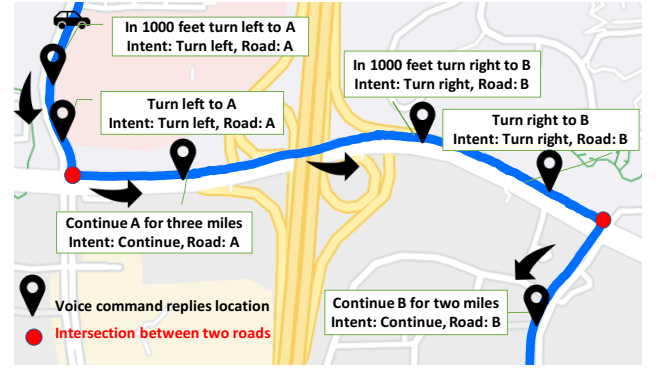 In 1000 feet turn left to A
Intent: Turn left, Road: A
In 1000 feet turn right to B
Intent: Turn right, Road: B
Turn left to A
Intent: Turn left, Road: A
Turn right to B
Intent: Turn right, Road: B
Continue A for three miles
Intent: Continue, Road: A
Continue B for two miles
Intent: Continue, Road: B
Voice command replies location
Intersection between two roads